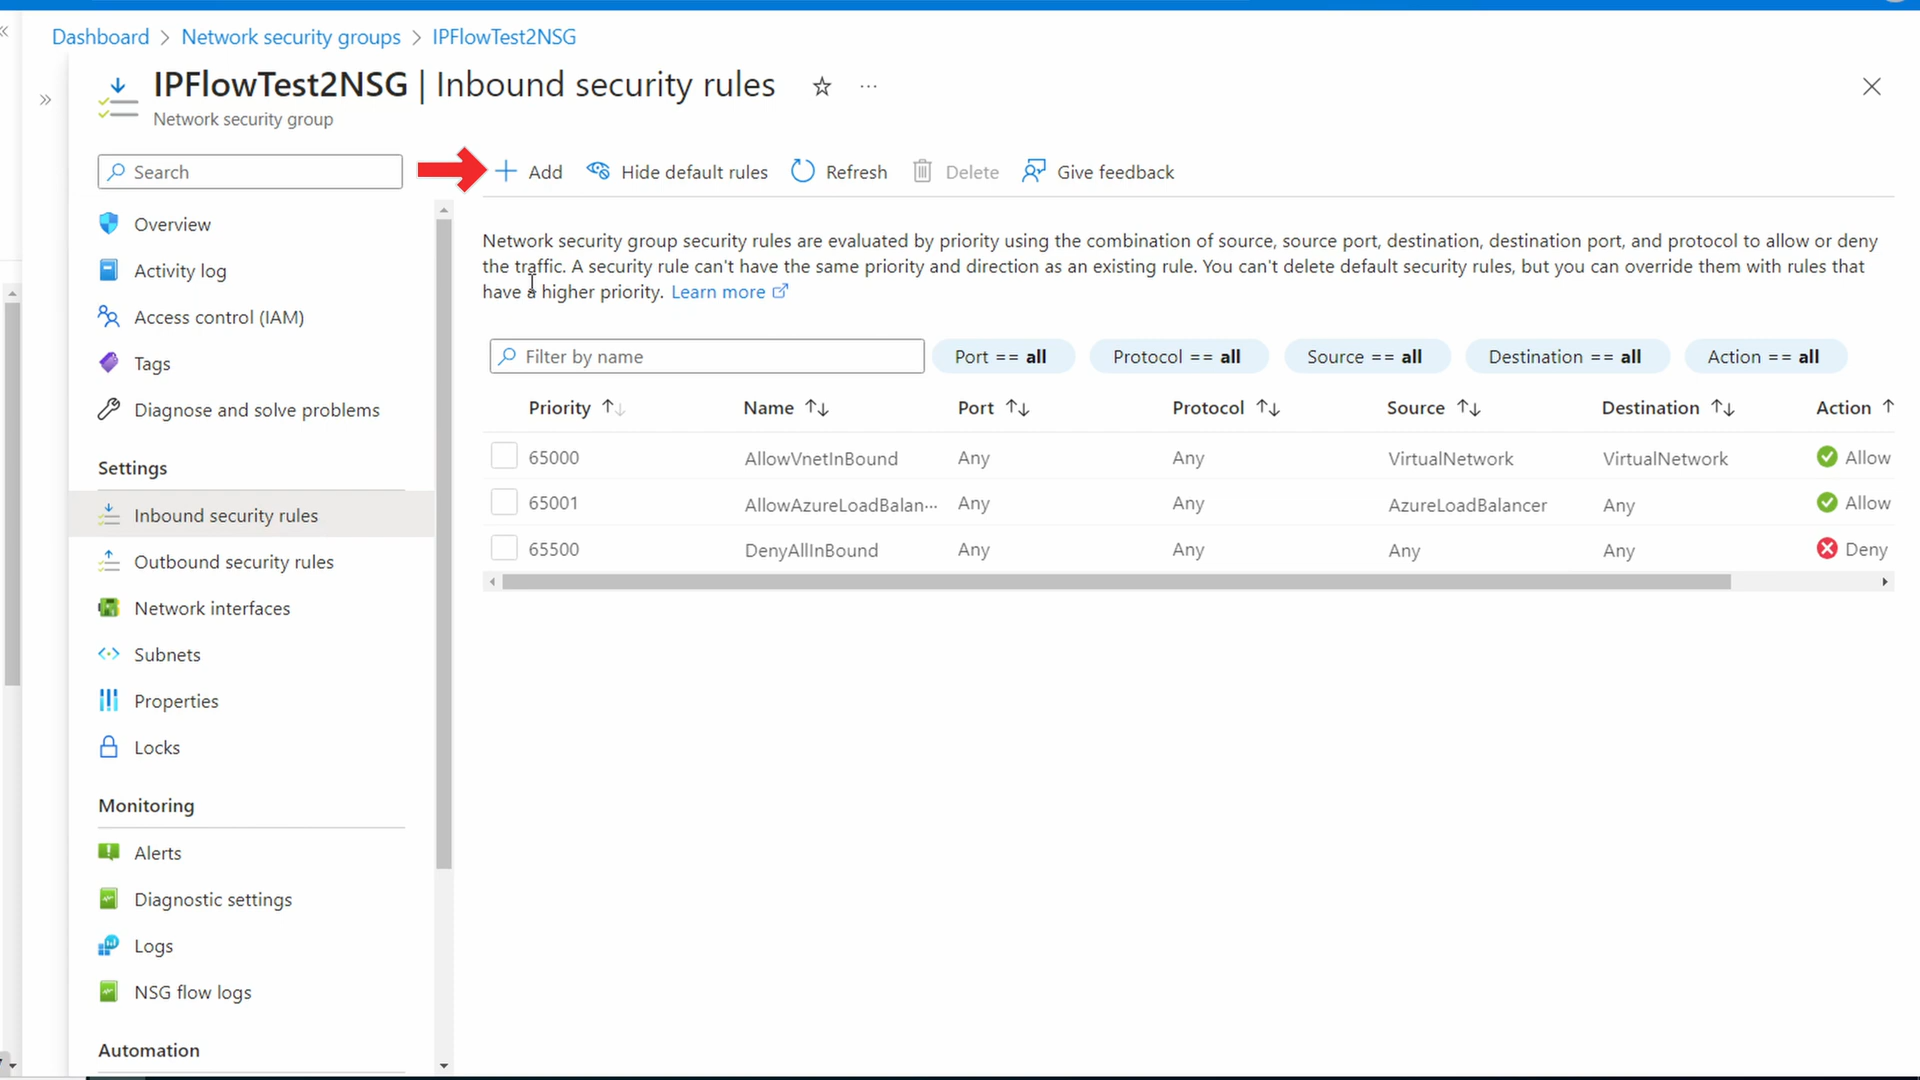 Dashboard > Network security groups > IPFlowTest2NSG
IPFlowTest2NSG | Inbound security rules
Network security group
Search
Add Hide default rules Refresh Delete Give feedback
Overview
Activity log
Access control (IAM)
Tags
Diagnose and solve problems
Settings
Inbound security rules
Outbound security rules
Network interfaces
Subnets
Properties
Locks
Monitoring
Alerts
Diagnostic settings
Logs
NSG flow logs
Automation
Network security group security rules are evaluated by priority using the combination of source, source port, destination, destination port, and protocol to allow or deny
the traffic. A security rule can't have the same priority and direction as an existing rule. You can't delete default security rules, but you can override them with rules that
have a higher priority. Learn more
Filter by name Port == all Protocol == all Source == all Destination == all Action == all
Priority Name Port Protocol Source Destination Action
65000 AllowVnetInBound Any Any VirtualNetwork VirtualNetwork Allow
65001 AllowAzureLoadBalan··· Any Any AzureLoadBalancer Any Allow
65500 DenyAllInBound Any Any Any Any Deny